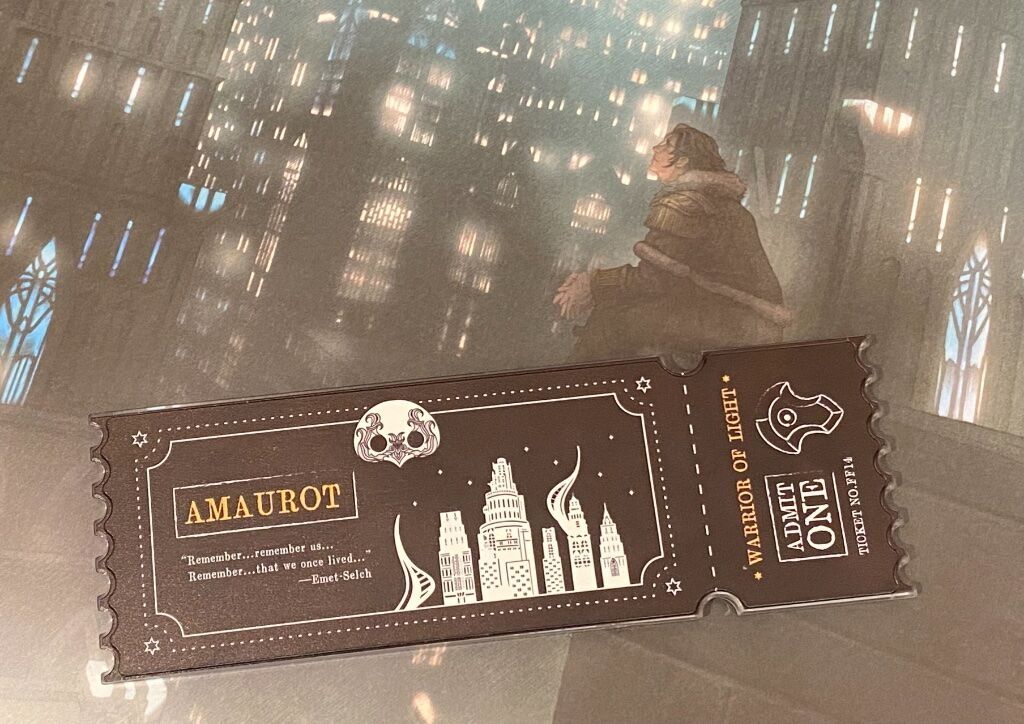 AMAUROT
“Remember...remember us...
Remember...that we once lived...”
—Emet-Selch
* WARRIOR OF LIGHT *
ADMIT
ONE
TICKET NO.FF14